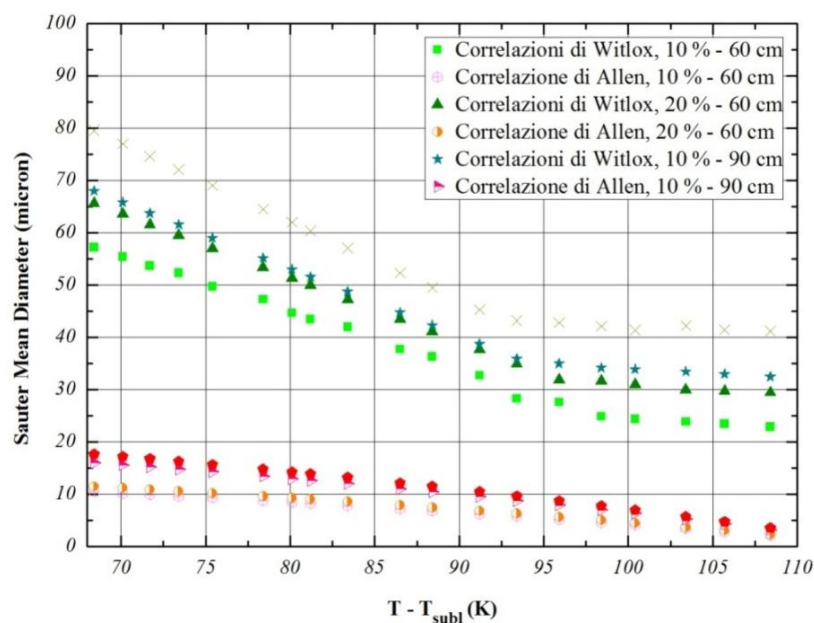 100
90
80
70
60
50
40
30
20
10
0
Sauter Mean Diameter (micron)
Correlazioni di Witlox, 10 % - 60 cm
Correlazione di Allen, 10 % - 60 cm
Correlazioni di Witlox, 20 % - 60 cm
Correlazione di Allen, 20 % - 60 cm
Correlazioni di Witlox, 10 % - 90 cm
Correlazione di Allen, 10 % - 90 cm
70 75 80 85 90 95 100 105 110
T - Tsubl (K)